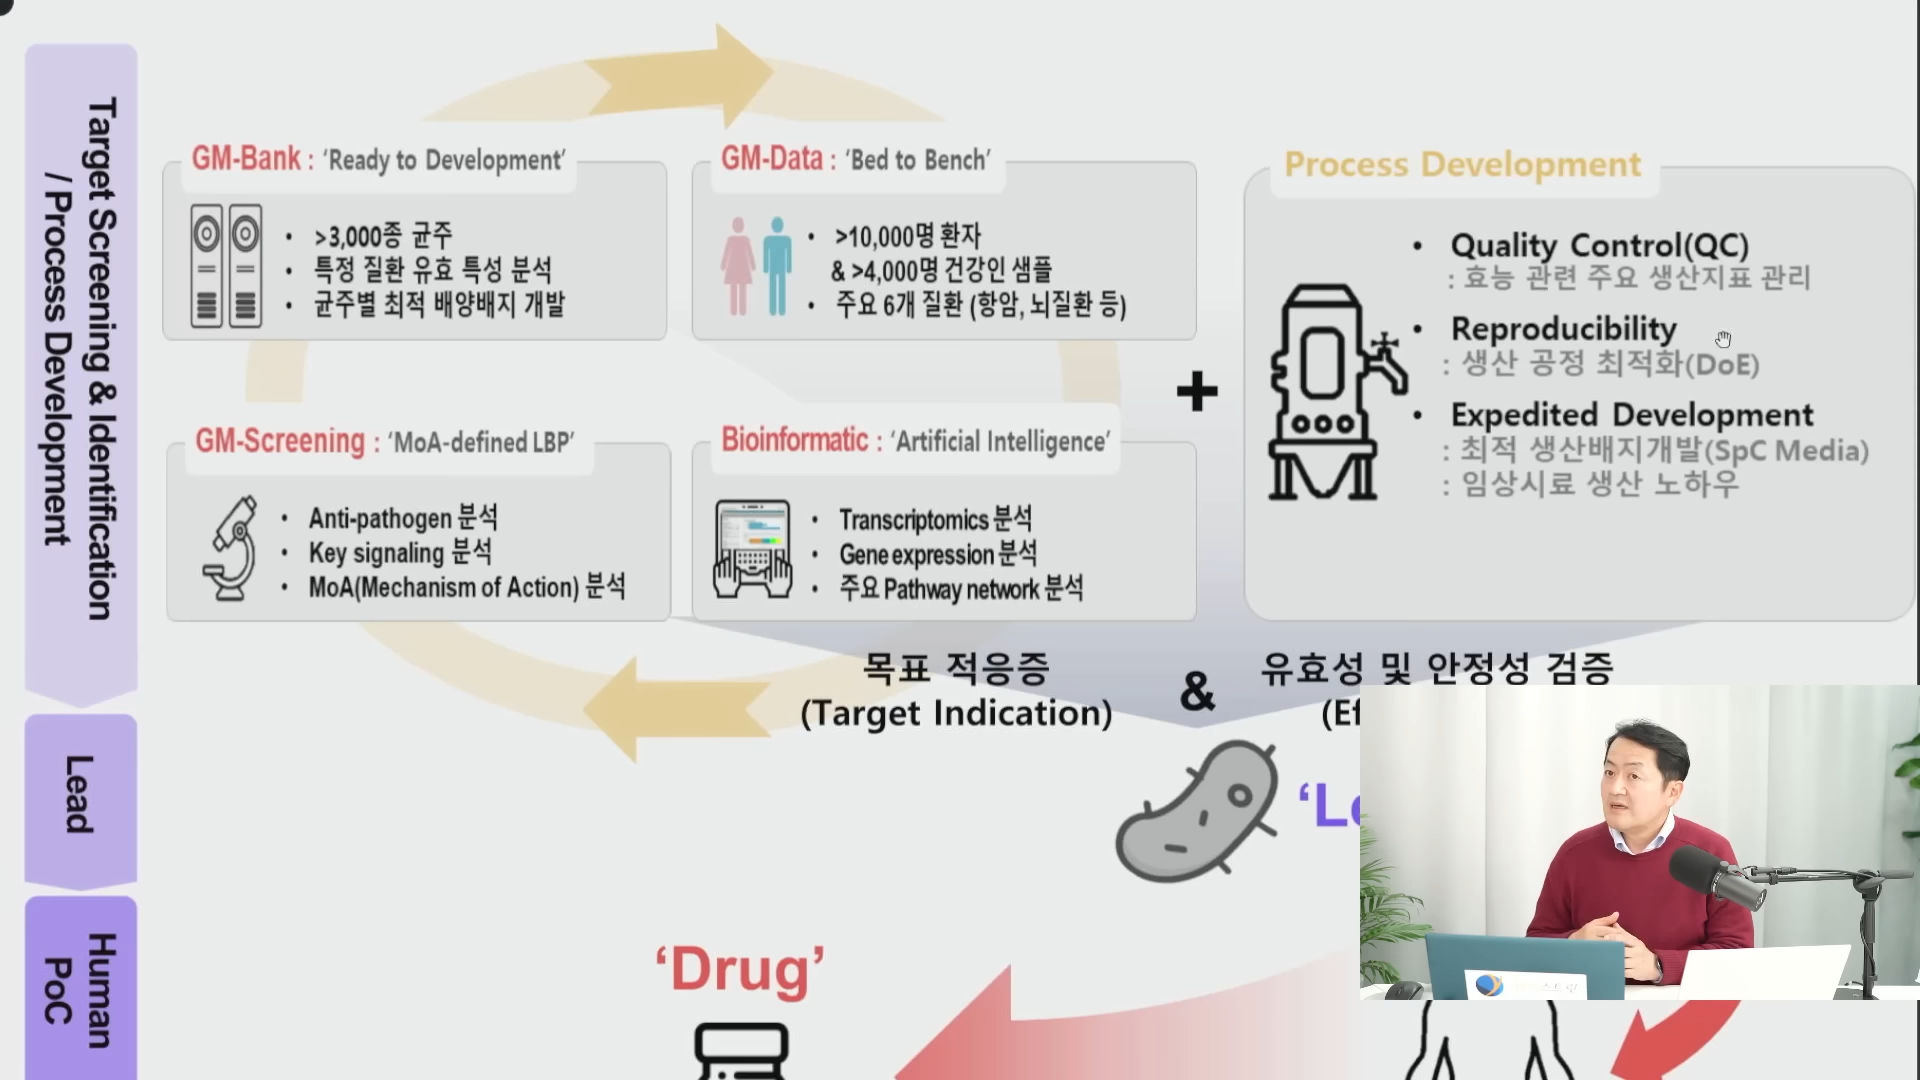 Target Screening & Identification
/ Process Development
Lead
Human
PoC
GM-Bank : ‘Ready to Development’
• >3,000종 균주
• 특정 질환 유효 특성 분석
• 균주별 최적 배양배지 개발
GM-Data : ‘Bed to Bench’
• >10,000명 환자
& >4,000명 건강인 샘플
• 주요 6개 질환 (항암, 뇌질환 등)
GM-Screening : ‘MoA-defined LBP’
• Anti-pathogen 분석
• Key signaling 분석
• MoA(Mechanism of Action) 분석
Bioinformatic : ‘Artificial Intelligence’
• Transcriptomics 분석
• Gene expression 분석
• 주요 Pathway network 분석
+
Process Development
• Quality Control(QC)
: 효능 관련 주요 생산지표 관리
• Reproducibility
: 생산 공정 최적화(DoE)
• Expedited Development
: 최적 생산배지개발(SpC Media)
: 임상시료 생산 노하우
목표 적응증
(Target Indication)
&
유효성 및 안정성 검증
‘Drug’